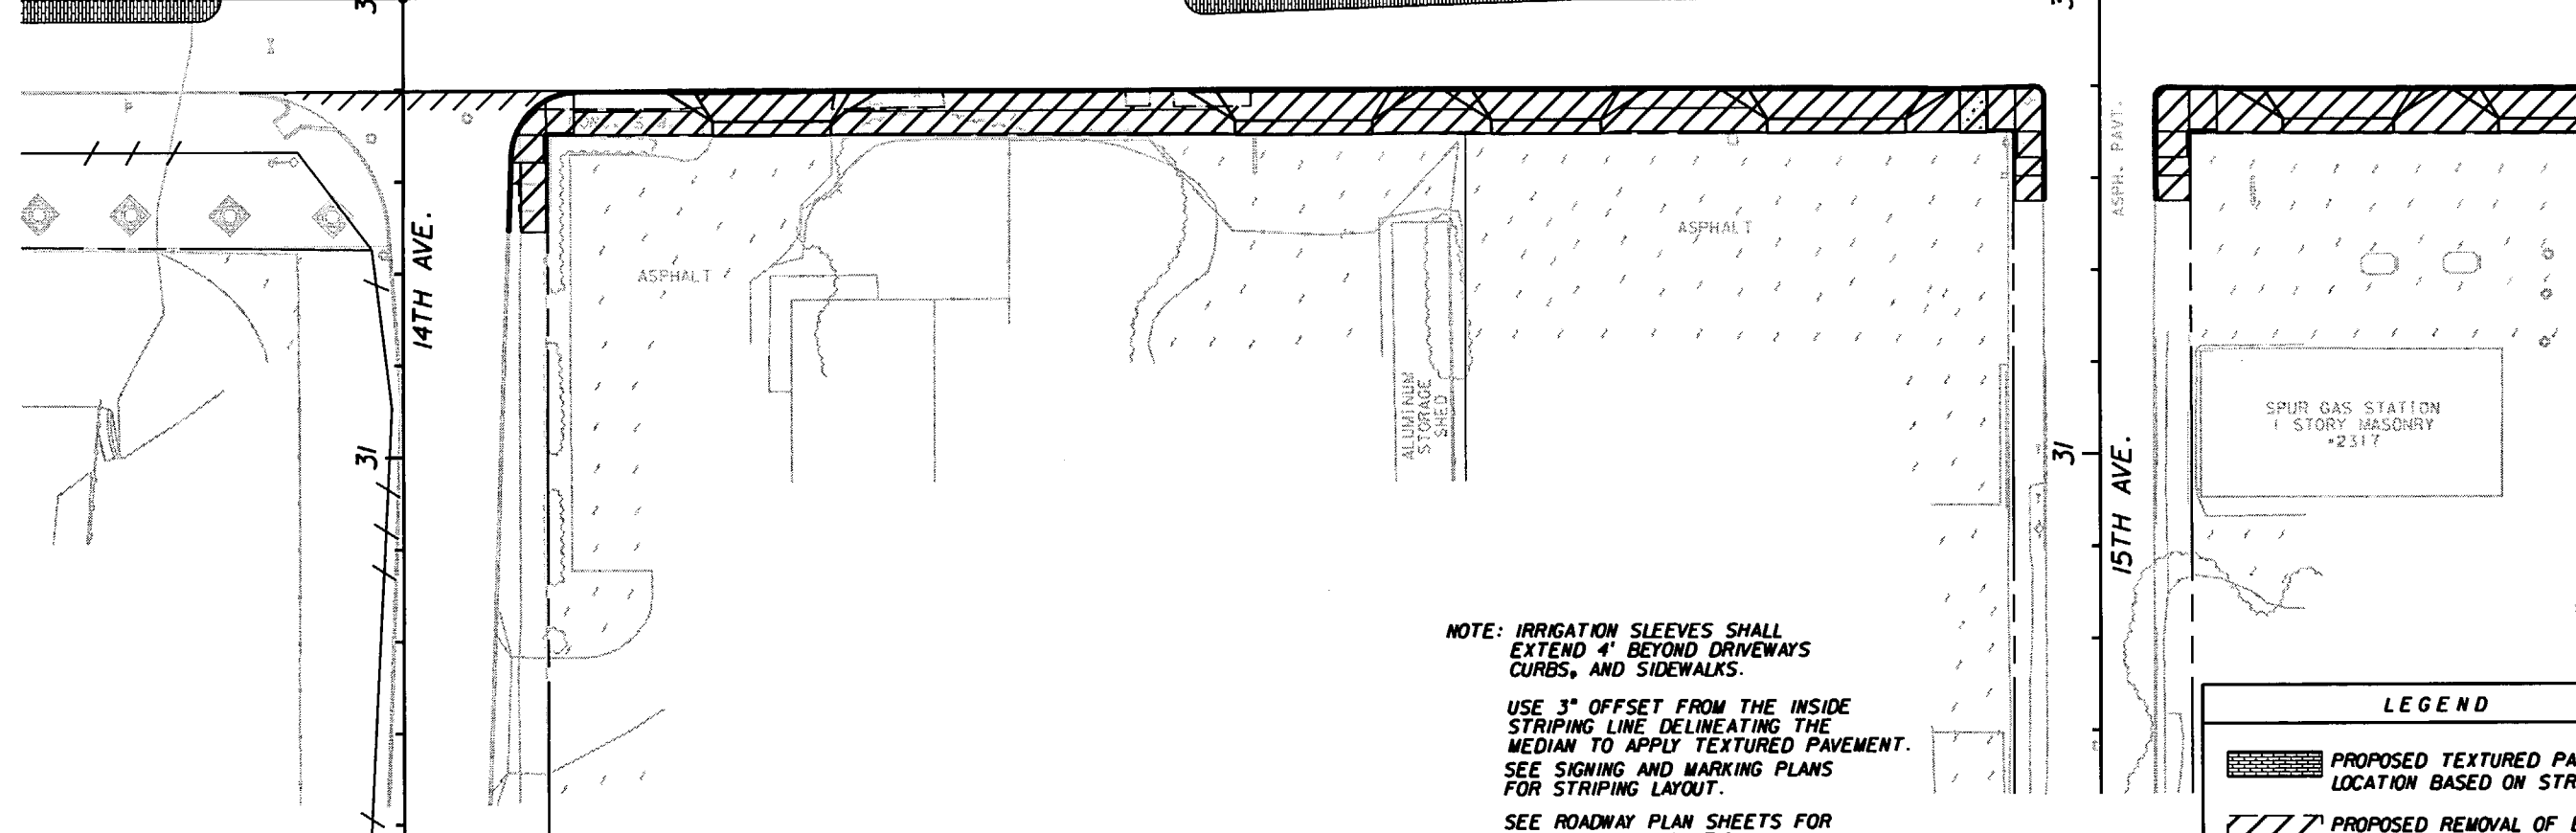 14TH AVE.
31
ASPHALT
ASPHALT
ALUMINUM
STORAGE
SHED
ASPH. PAVT.
31
15TH AVE.
SPUR GAS STATION
1 STORY MASONRY
#2317
NOTE: IRRIGATION SLEEVES SHALL
EXTEND 4' BEYOND DRIVEWAYS
CURBS, AND SIDEWALKS.
USE 3" OFFSET FROM THE INSIDE
STRIPING LINE DELINEATING THE
MEDIAN TO APPLY TEXTURED PAVEMENT.
SEE SIGNING AND MARKING PLANS
FOR STRIPING LAYOUT.
SEE ROADWAY PLAN SHEETS FOR
LEGEND
PROPOSED TEXTURED PA
LOCATION BASED ON STR
PROPOSED REMOVAL OF